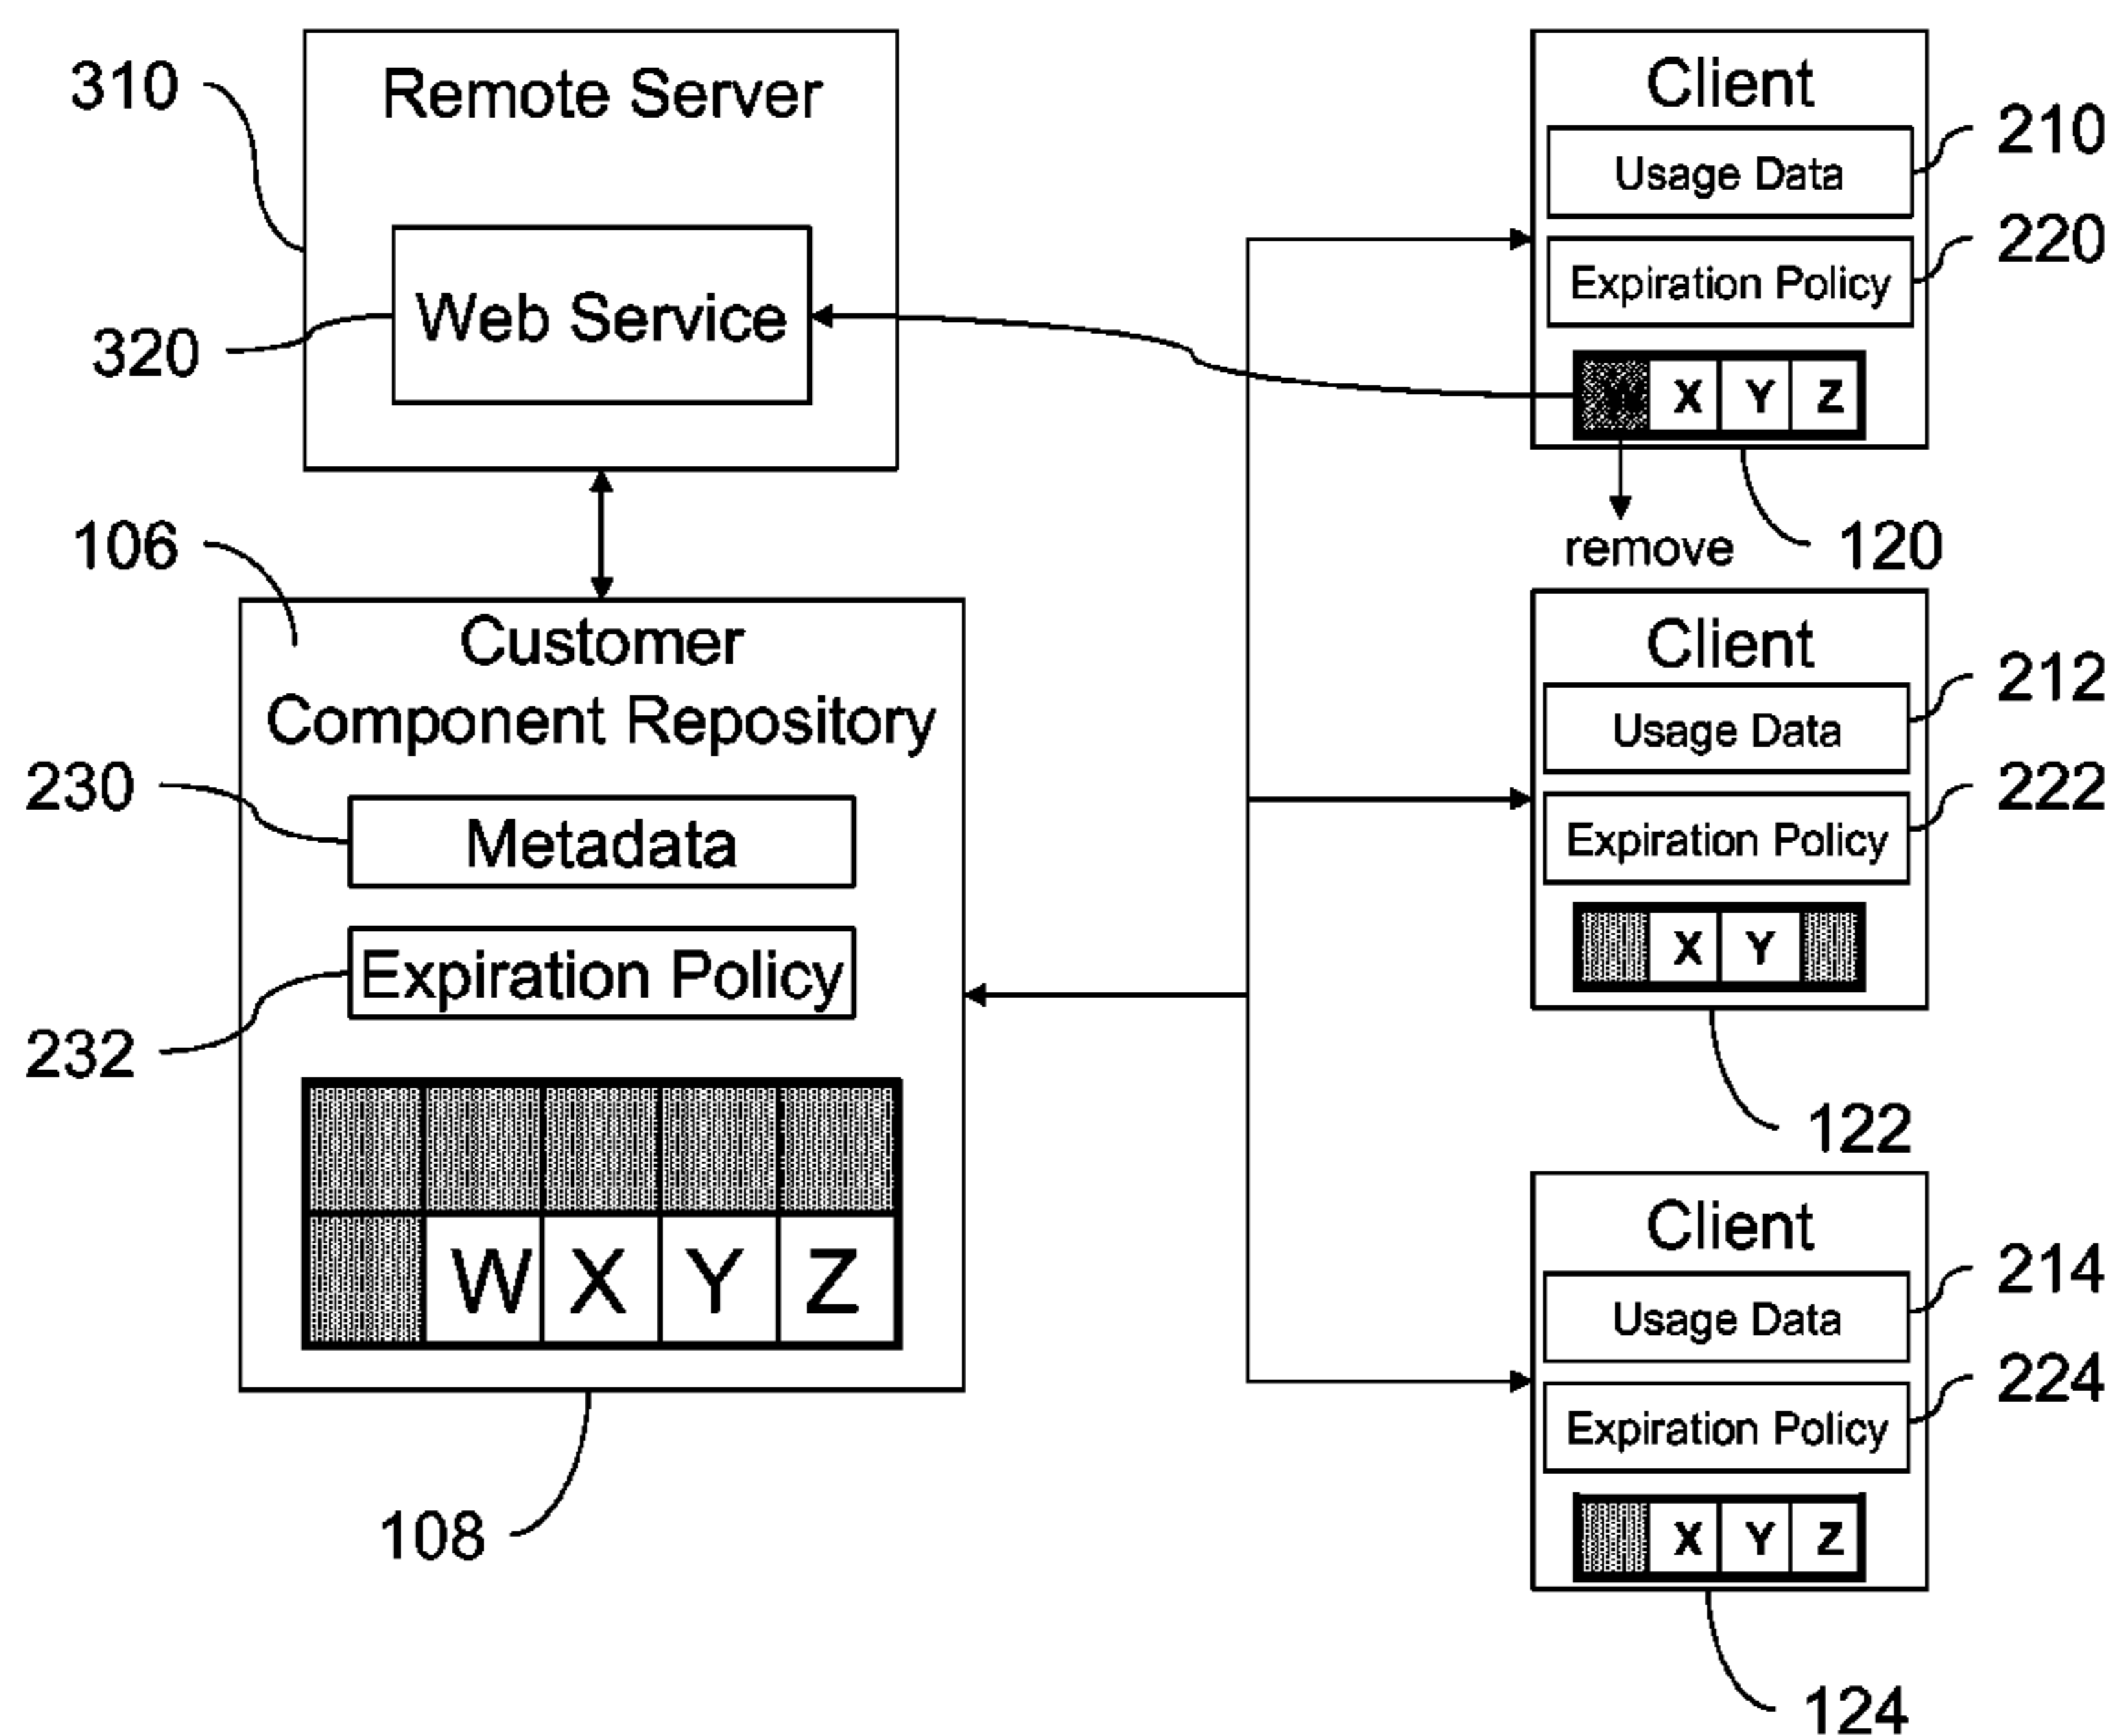 310
Remote Server
320
Web Service
106
Customer
Component Repository
230
Metadata
232
Expiration Policy
W X Y Z
108
Client
210
Usage Data
220
Expiration Policy
X Y Z
remove
120
Client
212
Usage Data
222
Expiration Policy
X Y
122
Client
214
Usage Data
224
Expiration Policy
X Y Z
124